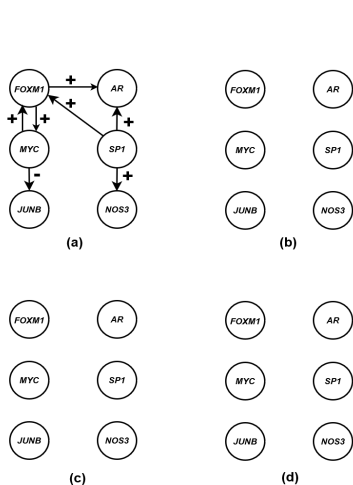 FOXM1 + AR FOXM1 AR
+ + + +
MYC SP1 MYC SP1
- +
JUNB NOS3 JUNB NOS3
(a) (b)
FOXM1 AR FOXM1 AR
MYC SP1 MYC SP1
JUNB NOS3 JUNB NOS3
(c) (d)